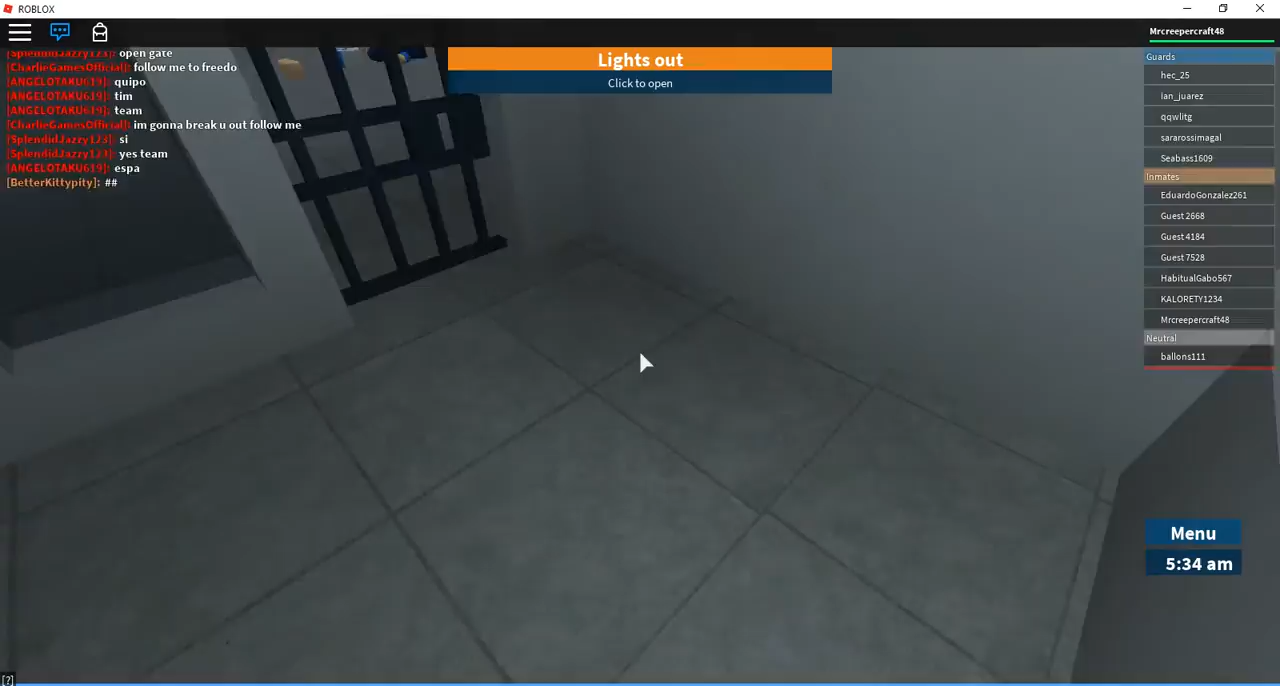 ROBLOX
Mrcreepercraft48
[SplendidJazzy123]: open gate
[CharlieGamesOfficial]: follow me to freedo
[ANGELOTAKU619]: quipo
[ANGELOTAKU619]: tim
[ANGELOTAKU619]: team
[CharlieGamesOfficial]: im gonna break u out follow me
[SplendidJazzy123]: si
[SplendidJazzy123]: yes team
[ANGELOTAKU619]: espa
[BetterKittypity]: ##
Lights out
Click to open
Guards
hec_25
Ian_juarez
qqwlitg
sararossimagal
Seabass1609
Inmates
EduardoGonzalez261
Guest 2668
Guest 4184
Guest 7528
HabitualGabo567
KALORETY1234
Mrcreepercraft48
Neutral
ballons111
Menu
5:34 am
[?]